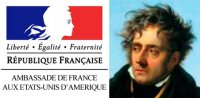 Liberté • Égalité • Fraternité
RÉPUBLIQUE FRANÇAISE
AMBASSADE DE FRANCE
AUX ETATS-UNIS D'AMERIQUE